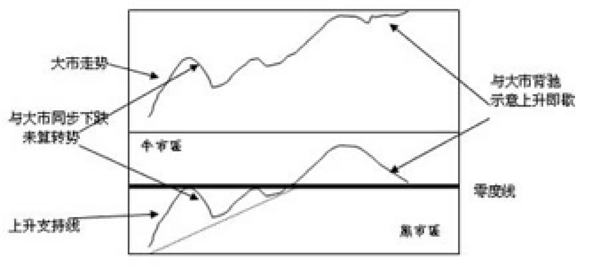 大市走势
与大市同步下跌
未算转势
与大市背驰
示意上升即歇
牛市區
零度线
上升支持线
熊市區